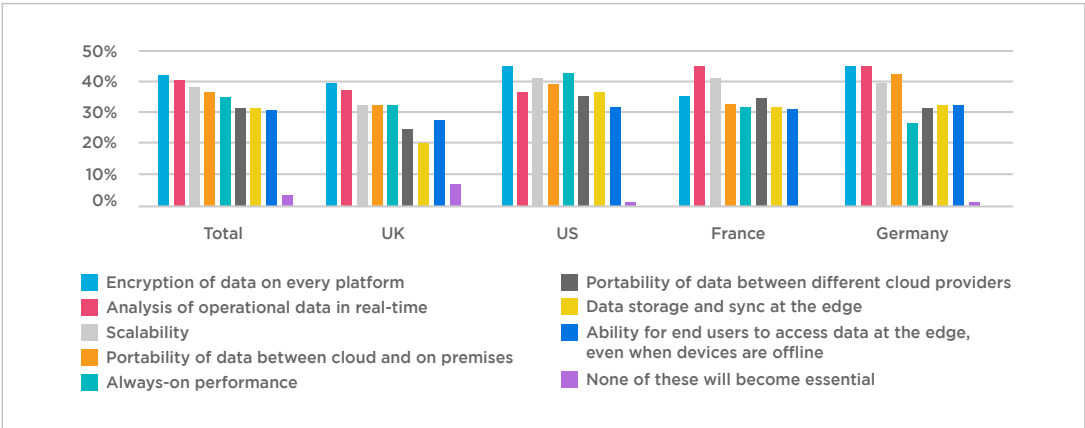 50%
40%
30%
20%
10%
0%
Total
UK
US
France
Germany
Encryption of data on every platform
Analysis of operational data in real-time
Scalability
Portability of data between cloud and on premises
Always-on performance
Portability of data between different cloud providers
Data storage and sync at the edge
Ability for end users to access data at the edge,
even when devices are offline
None of these will become essential